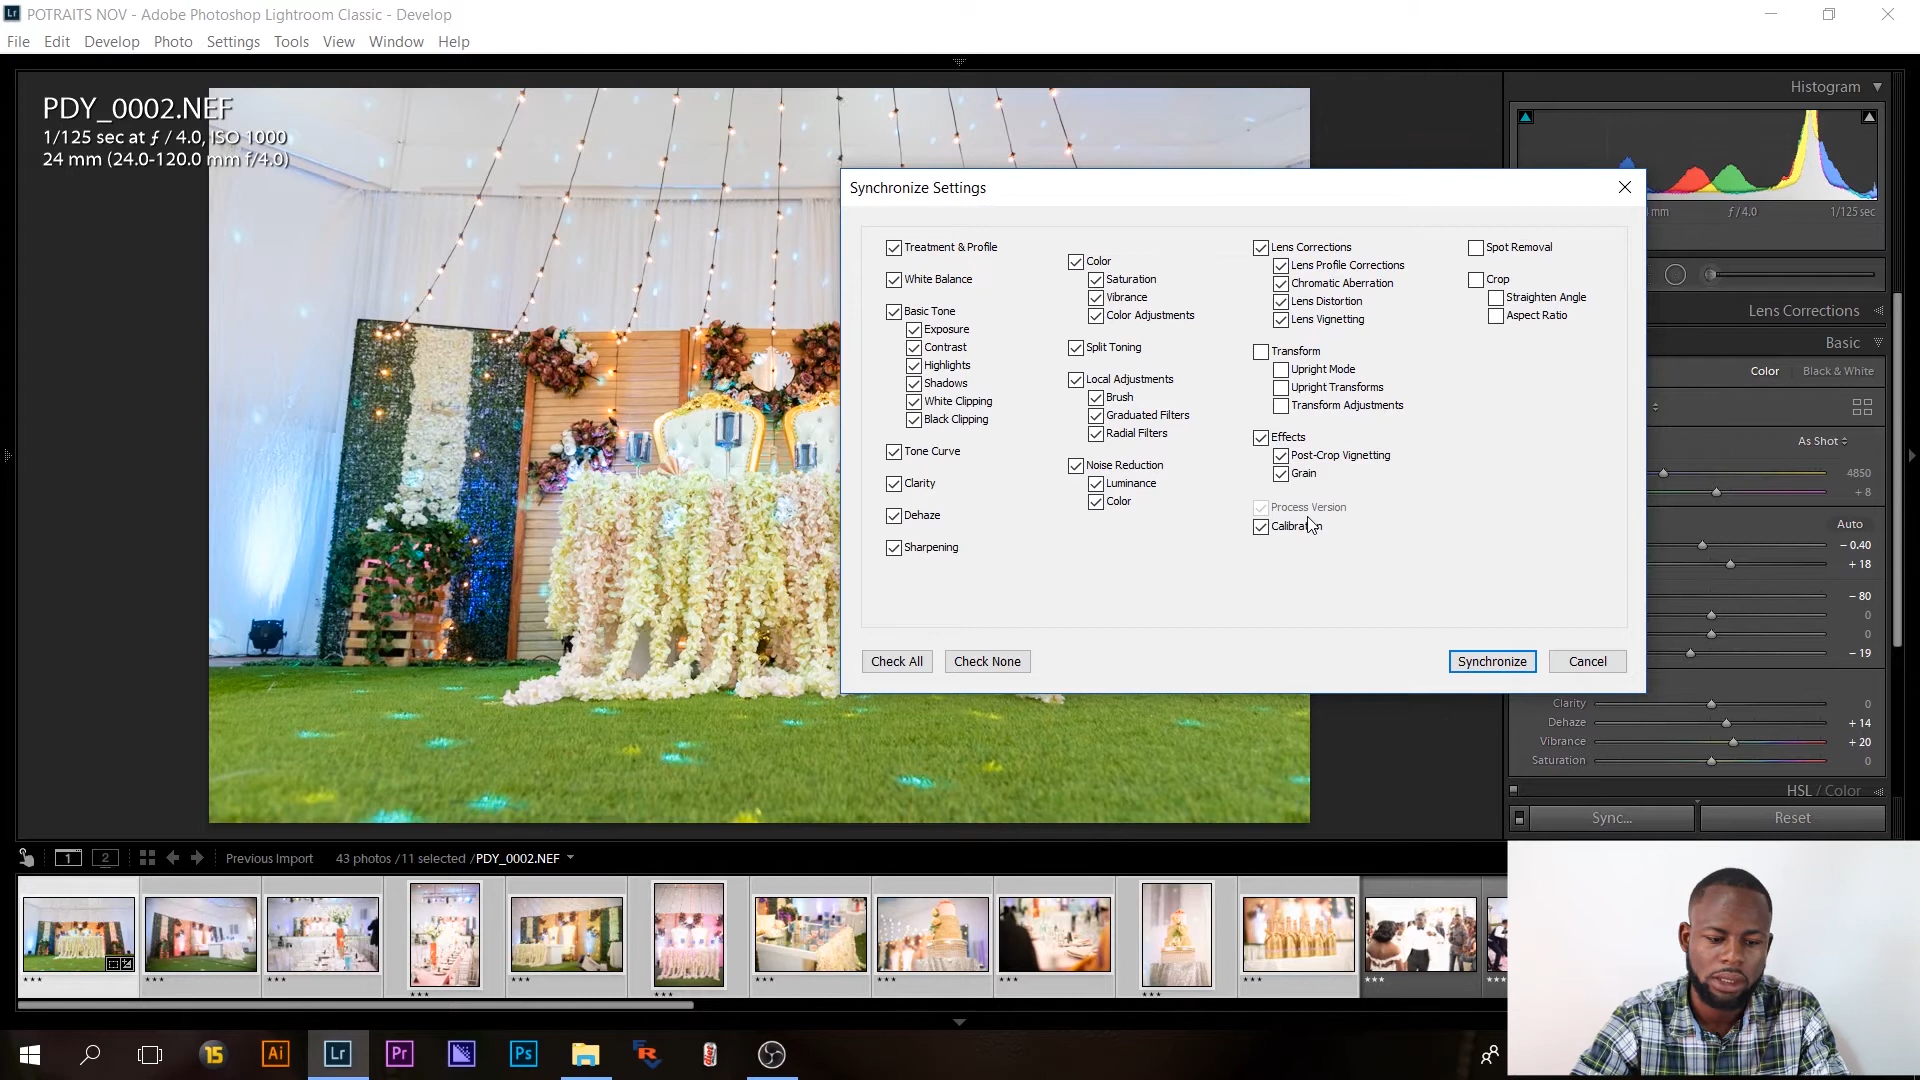 POTRAITS NOV - Adobe Photoshop Lightroom Classic - Develop
File Edit Develop Photo Settings Tools View Window Help
Histogram
PDY_0002.NEF
1/125 sec at ƒ / 4.0, ISO 1000
24 mm (24.0-120.0 mm f/4.0)
mm ƒ/4.0 1/125 sec
Synchronize Settings
Treatment & Profile
White Balance
Basic Tone
Exposure
Contrast
Highlights
Shadows
White Clipping
Black Clipping
Tone Curve
Clarity
Dehaze
Sharpening
Color
Saturation
Vibrance
Color Adjustments
Split Toning
Local Adjustments
Brush
Graduated Filters
Radial Filters
Noise Reduction
Luminance
Color
Lens Corrections
Lens Profile Corrections
Chromatic Aberration
Lens Distortion
Lens Vignetting
Transform
Upright Mode
Upright Transforms
Transform Adjustments
Effects
Post-Crop Vignetting
Grain
Process Version
Calibration
Spot Removal
Crop
Straighten Angle
Aspect Ratio
Check All Check None Synchronize Cancel
Lens Corrections
Basic
Color Black & White
As Shot
4850
+ 8
Auto
– 0.40
+ 18
– 80
0
0
– 19
Clarity 0
Dehaze + 14
Vibrance + 20
Saturation 0
HSL / Color
Sync... Reset
1 2 Previous Import 43 photos / 11 selected / PDY_0002.NEF
15 Ai Lr Pr Ps